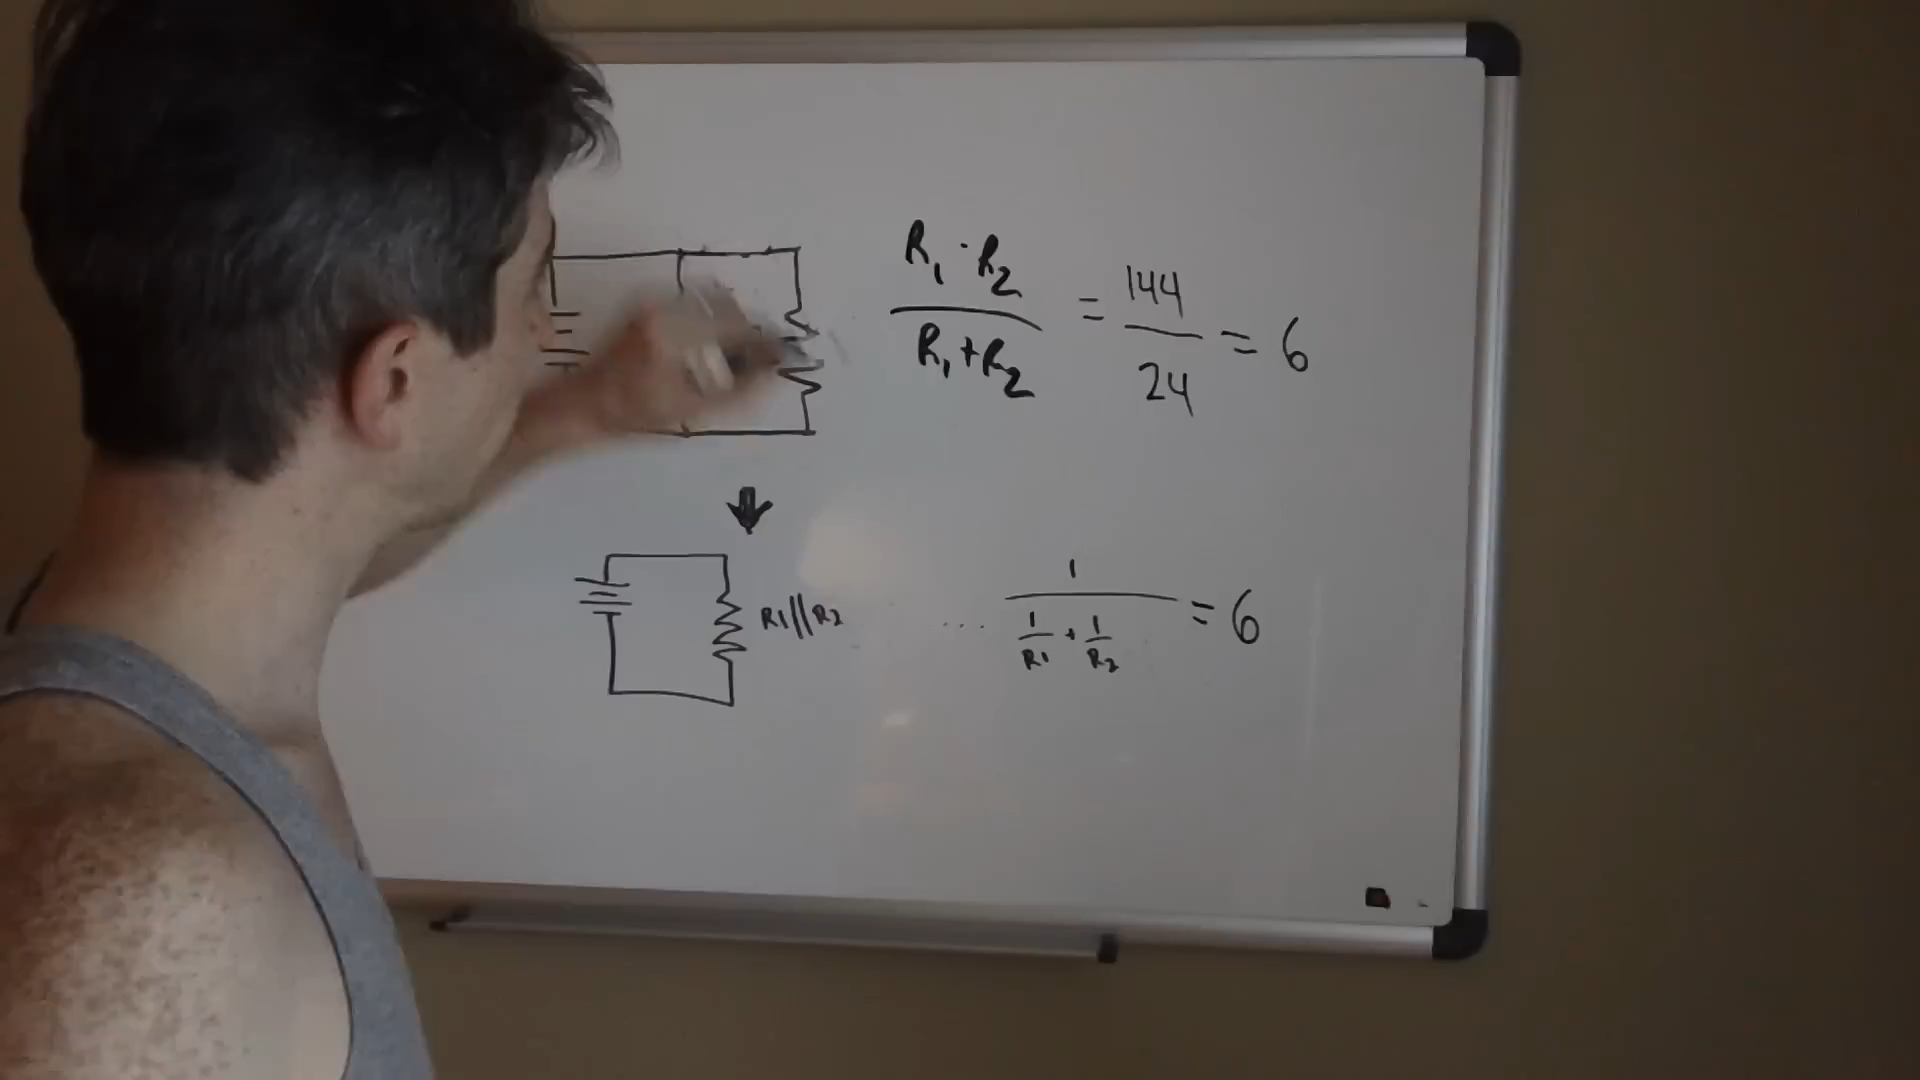 R₁ · R₂ / R₁ + R₂ = 144 / 24 = 6
R1||R2
... 1 / (1/R1 + 1/R2) = 6